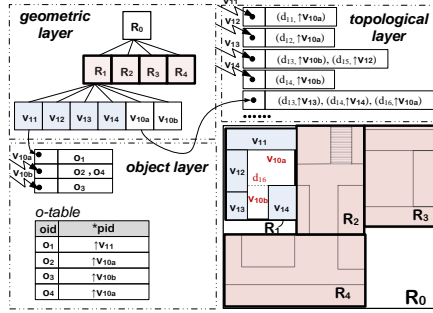 geometric layer
R0
R1 R2 R3 R4
v11 v12 v13 v14 v10a v10b
topological layer
v11 (d11, ↑v10a)
v12 (d12, ↑v10a)
v13 (d13, ↑v10b), (d15, ↑v12)
v14 (d14, ↑v10b)
(d13, ↑v13), (d14, ↑v14), (d16, ↑v10a)
......
object layer
v10a o1
v10b o2 , o4
o3
o-table
oid *pid
o1 ↑v11
o2 ↑v10a
o3 ↑v10b
o4 ↑v10a
v11
v10a
v12
d16
v13 v10b v14
R1
R2
R3
R4
R0